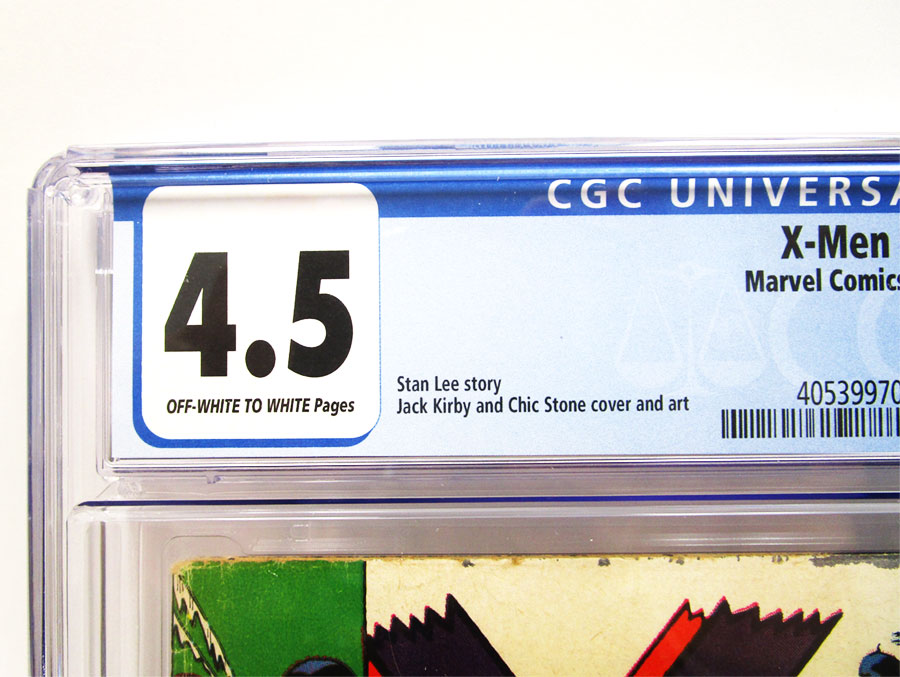 CGC UNIVERSA
X-Men
Marvel Comics
4.5
OFF-WHITE TO WHITE Pages
Stan Lee story
Jack Kirby and Chic Stone cover and art
40539970